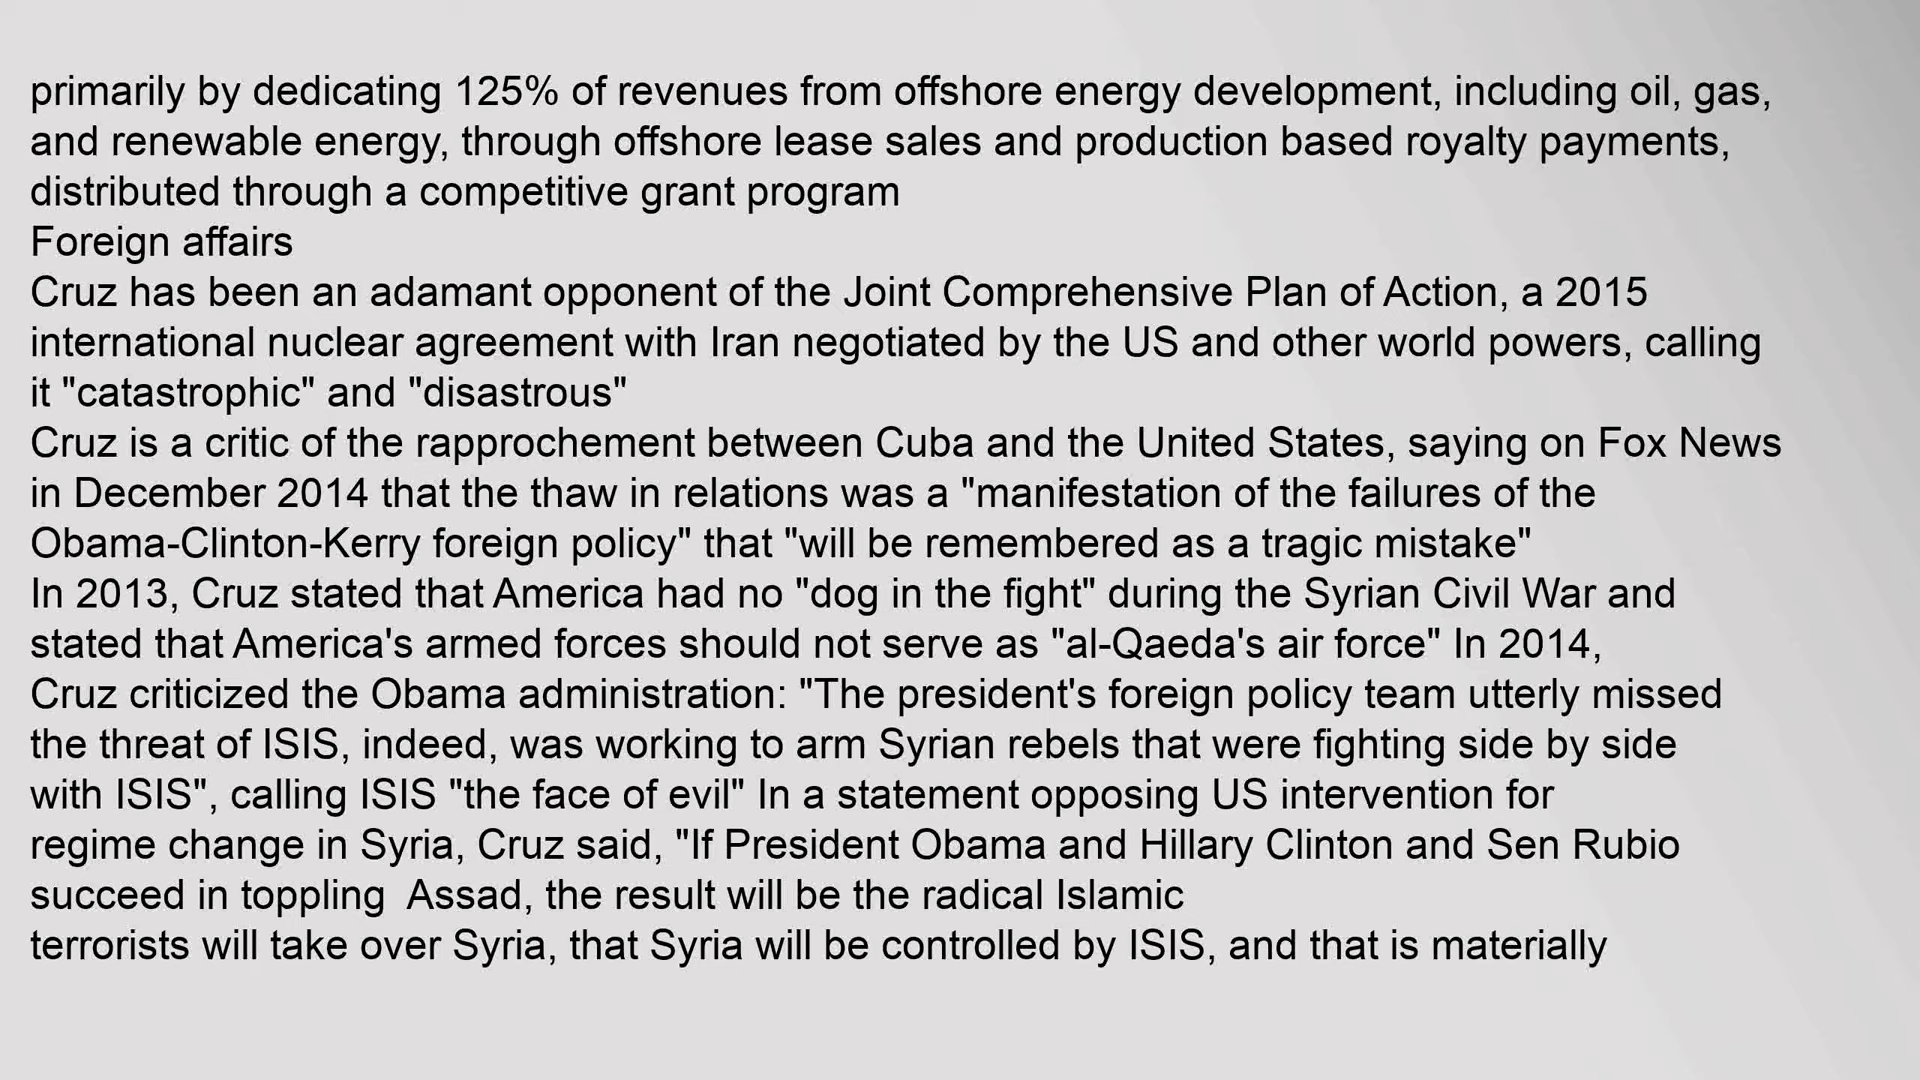 primarily by dedicating 125% of revenues from offshore energy development, including oil, gas,
and renewable energy, through offshore lease sales and production based royalty payments,
distributed through a competitive grant program
Foreign affairs
Cruz has been an adamant opponent of the Joint Comprehensive Plan of Action, a 2015
international nuclear agreement with Iran negotiated by the US and other world powers, calling
it "catastrophic" and "disastrous"
Cruz is a critic of the rapprochement between Cuba and the United States, saying on Fox News
in December 2014 that the thaw in relations was a "manifestation of the failures of the
Obama-Clinton-Kerry foreign policy" that "will be remembered as a tragic mistake"
In 2013, Cruz stated that America had no "dog in the fight" during the Syrian Civil War and
stated that America's armed forces should not serve as "al-Qaeda's air force" In 2014,
Cruz criticized the Obama administration: "The president's foreign policy team utterly missed
the threat of ISIS, indeed, was working to arm Syrian rebels that were fighting side by side
with ISIS", calling ISIS "the face of evil" In a statement opposing US intervention for
regime change in Syria, Cruz said, "If President Obama and Hillary Clinton and Sen Rubio
succeed in toppling  Assad, the result will be the radical Islamic
terrorists will take over Syria, that Syria will be controlled by ISIS, and that is materially